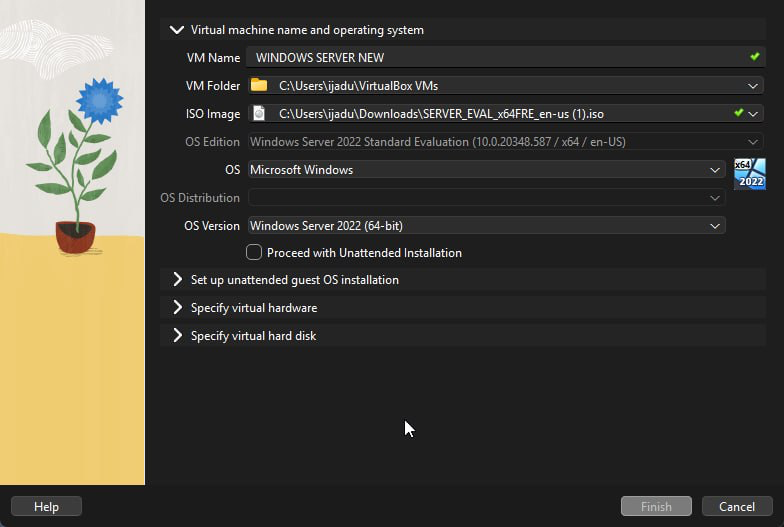 Virtual machine name and operating system
VM Name WINDOWS SERVER NEW
VM Folder C:\Users\ijadu\VirtualBox VMs
ISO Image C:\Users\ijadu\Downloads\SERVER_EVAL_x64FRE_en-us (1).iso
OS Edition Windows Server 2022 Standard Evaluation (10.0.20348.587 / x64 / en-US)
OS Microsoft Windows
x64
2022
OS Distribution
OS Version Windows Server 2022 (64-bit)
Proceed with Unattended Installation
Set up unattended guest OS installation
Specify virtual hardware
Specify virtual hard disk
Help Finish Cancel